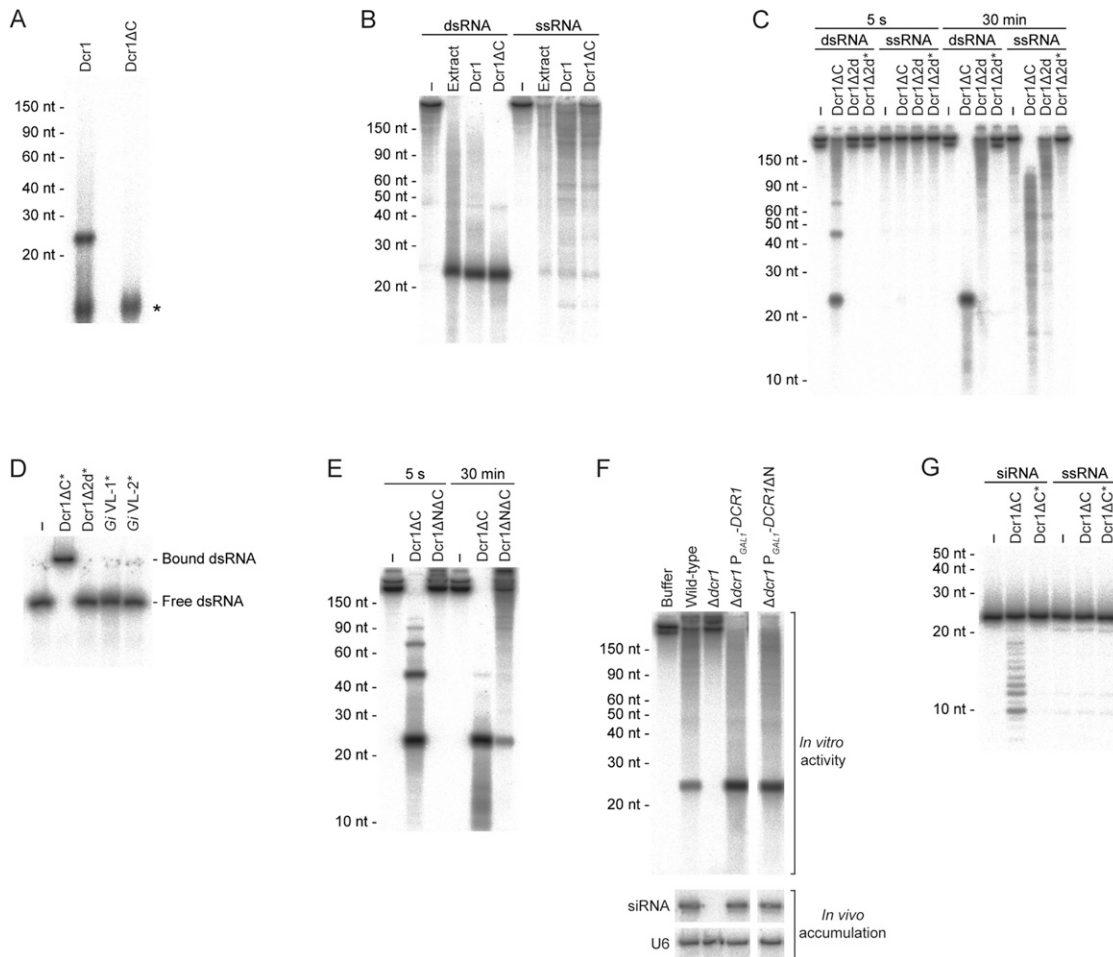 A
Dcr1
Dcr1ΔC
150 nt -
90 nt -
60 nt -
40 nt -
30 nt -
20 nt -
*
B
dsRNA
ssRNA
–
Extract
Dcr1
Dcr1ΔC
–
Extract
Dcr1
Dcr1ΔC
150 nt -
90 nt -
60 nt -
50 nt -
40 nt -
30 nt -
20 nt -
C
5 s
30 min
dsRNA
ssRNA
dsRNA
ssRNA
–
Dcr1ΔC
Dcr1Δ2d
Dcr1Δ2d*
–
Dcr1ΔC
Dcr1Δ2d
Dcr1Δ2d*
–
Dcr1ΔC
Dcr1Δ2d
Dcr1Δ2d*
–
Dcr1ΔC
Dcr1Δ2d
Dcr1Δ2d*
150 nt -
90 nt -
60 nt -
50 nt -
40 nt -
30 nt -
20 nt -
10 nt -
D
–
Dcr1ΔC*
Dcr1Δ2d*
Gi VL-1*
Gi VL-2*
- Bound dsRNA
- Free dsRNA
E
5 s
30 min
–
Dcr1ΔC
Dcr1ΔNΔC
–
Dcr1ΔC
Dcr1ΔNΔC
150 nt -
90 nt -
60 nt -
40 nt -
30 nt -
20 nt -
10 nt -
F
Buffer
Wild-type
Δdcr1
Δdcr1 PGAL1-DCR1
Δdcr1 PGAL1-DCR1ΔN
150 nt -
90 nt -
60 nt -
50 nt -
40 nt -
30 nt -
20 nt -
In vitro
activity
siRNA
U6
In vivo
accumulation
G
siRNA
ssRNA
–
Dcr1ΔC
Dcr1ΔC*
–
Dcr1ΔC
Dcr1ΔC*
50 nt -
40 nt -
30 nt -
20 nt -
10 nt -